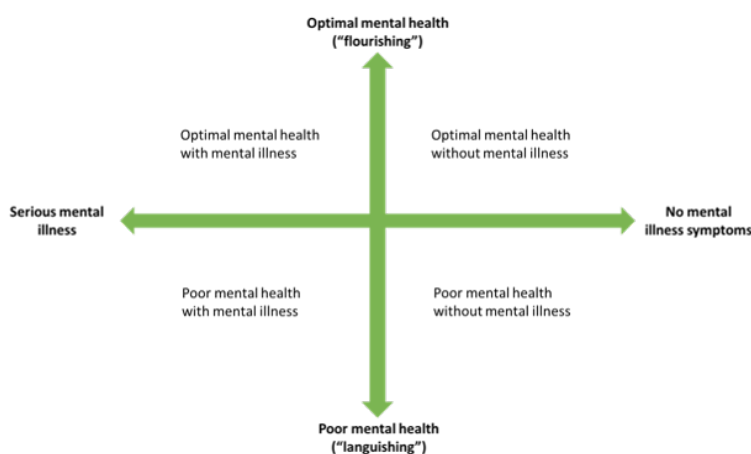 Optimal mental health
(“flourishing”)
Optimal mental health
with mental illness
Optimal mental health
without mental illness
Serious mental
illness
No mental
illness symptoms
Poor mental health
with mental illness
Poor mental health
without mental illness
Poor mental health
(“languishing”)